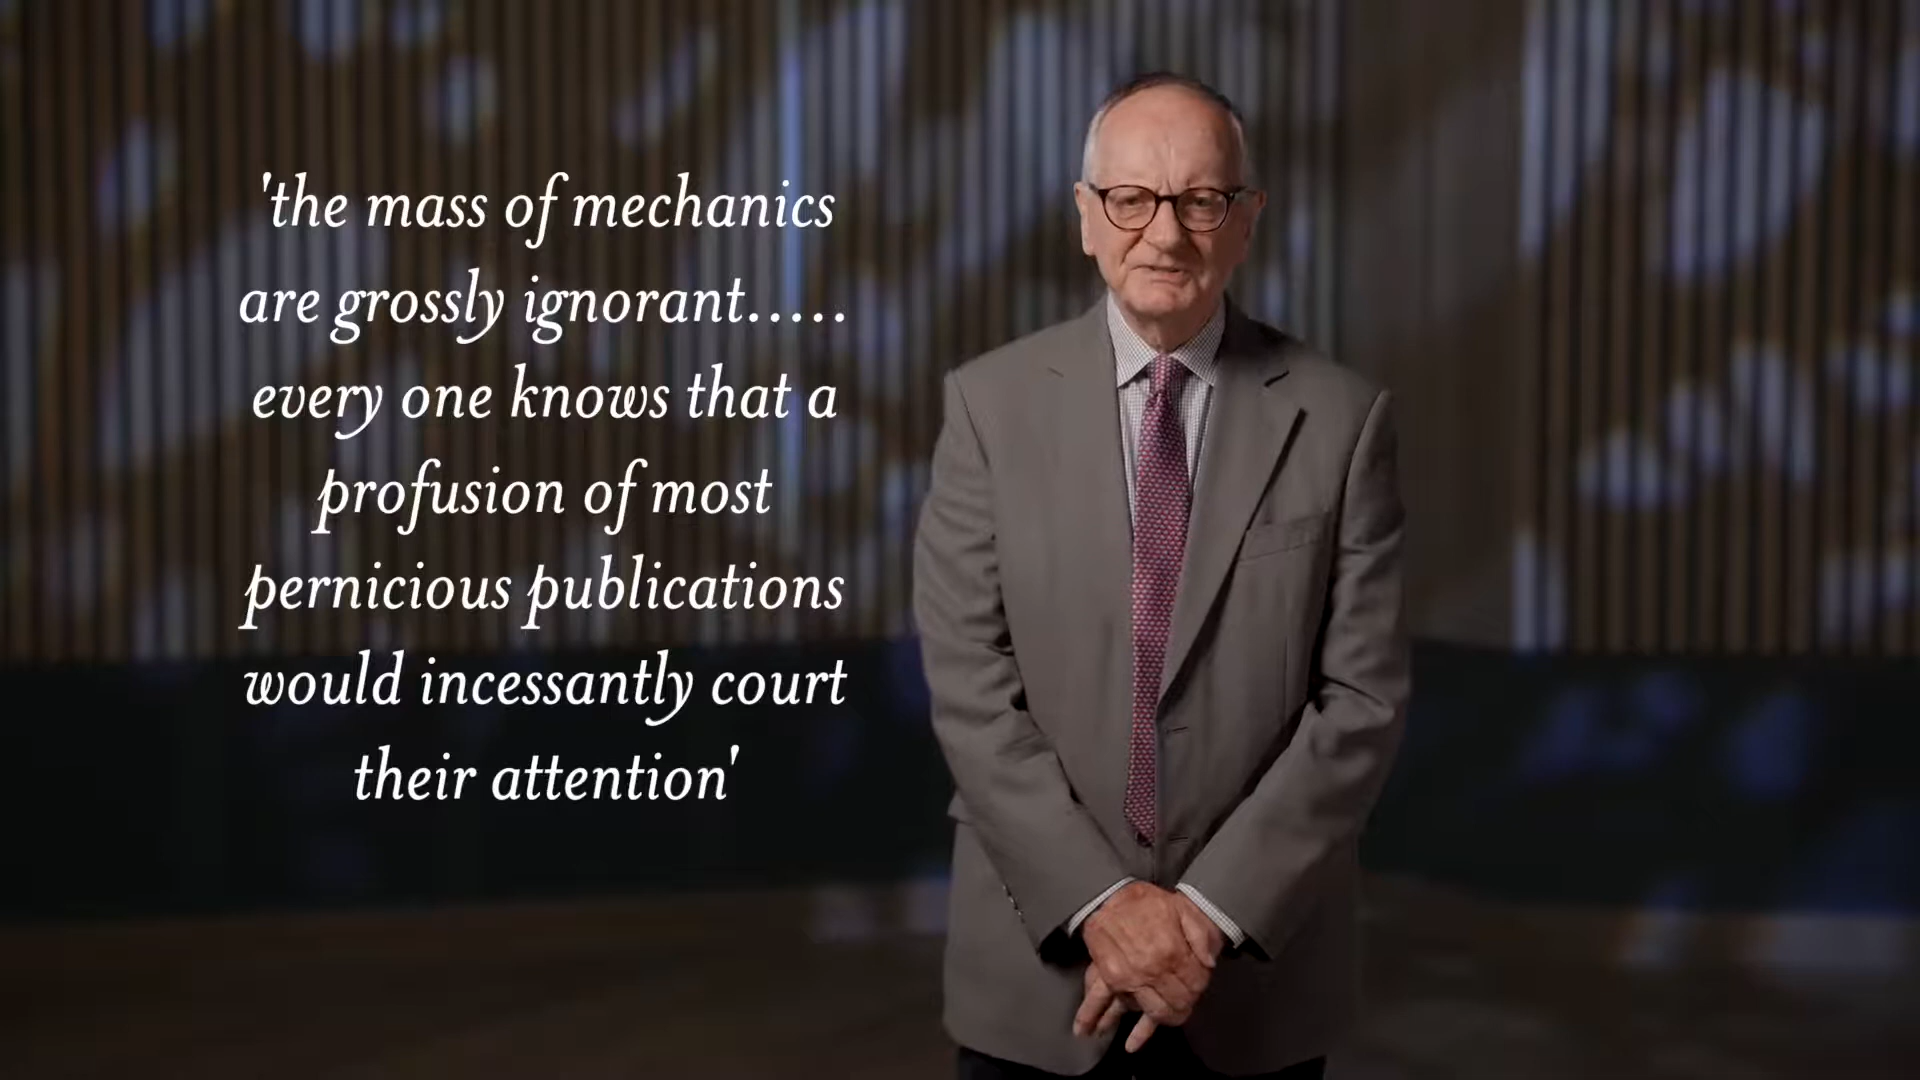 'the mass of mechanics
are grossly ignorant.....
every one knows that a
profusion of most
pernicious publications
would incessantly court
their attention'